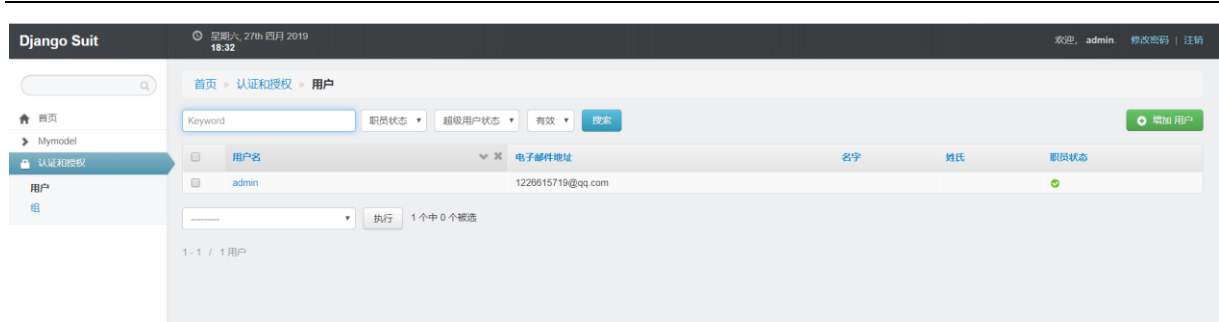 Django Suit
星期六, 27th 四月 2019
18:32
欢迎, admin. 修改密码 | 注销
首页 » 认证和授权 » 用户
首页
Mymodel
认证和授权
用户
组
Keyword 职员状态 超级用户状态 有效 搜索 增加 用户
用户名 电子邮件地址 名字 姓氏 职员状态
admin 1226615719@qq.com
--------- 执行 1 个中 0 个被选
1 - 1 / 1 用户